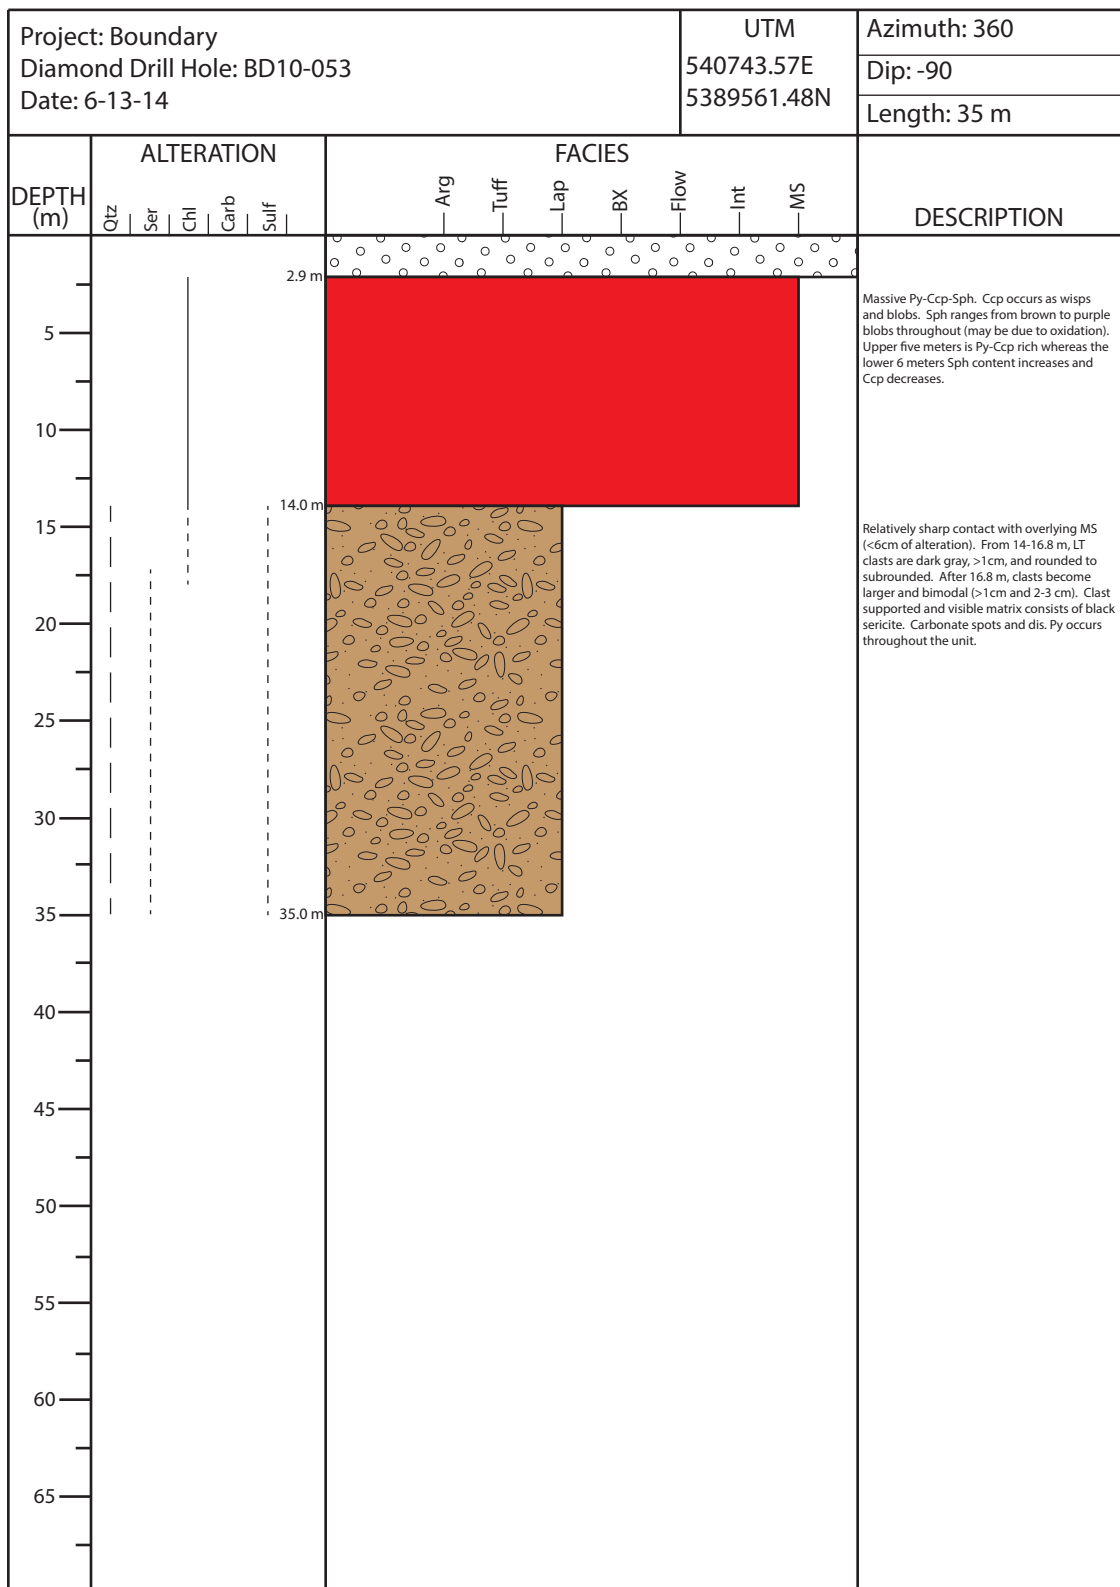 Project: Boundary
Diamond Drill Hole: BD10-053
Date: 6-13-14
UTM
540743.57E
5389561.48N
Azimuth: 360
Dip: -90
Length: 35 m
DEPTH
(m)
ALTERATION
Qtz
Ser
Chl
Carb
Sulf
FACIES
Arg
Tuff
Lap
BX
Flow
Int
MS
DESCRIPTION
2.9 m
Massive Py-Ccp-Sph. Ccp occurs as wisps
and blobs. Sph ranges from brown to purple
blobs throughout (may be due to oxidation).
Upper five meters is Py-Ccp rich whereas the
lower 6 meters Sph content increases and
Ccp decreases.
5
10
14.0 m
15
Relatively sharp contact with overlying MS
(<6cm of alteration). From 14-16.8 m, LT
clasts are dark gray, >1cm, and rounded to
subrounded. After 16.8 m, clasts become
larger and bimodal (>1cm and 2-3 cm). Clast
supported and visible matrix consists of black
sericite. Carbonate spots and dis. Py occurs
throughout the unit.
20
25
30
35
35.0 m
40
45
50
55
60
65